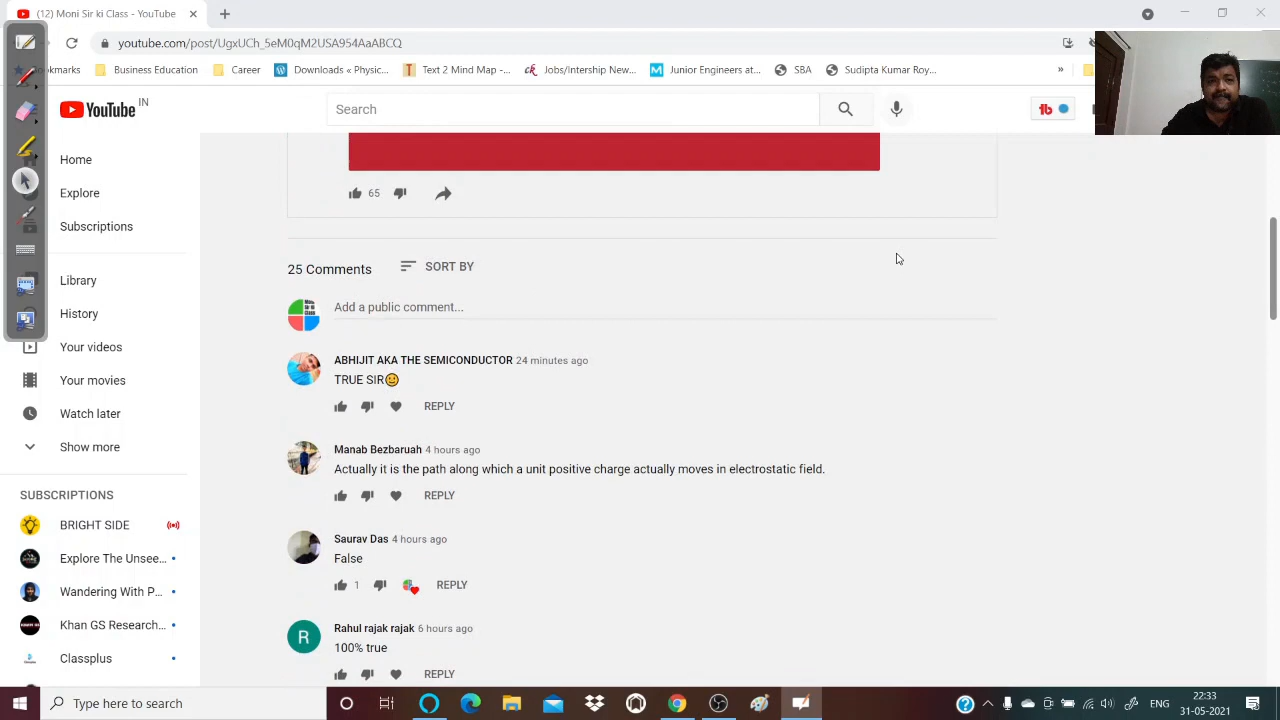 (12) Moni Sir ki Class - YouTube
youtube.com/post/UgxUCh_5eM0qM2USA954AaABCQ
Bookmarks
Business Education
Career
Downloads « Physic...
Text 2 Mind Map -...
Jobs/Intership New...
Junior Engineers at...
SBA
Sudipta Kumar Roy...
»
YouTube IN
Search
Home
Explore
Subscriptions
Library
History
Your videos
Your movies
Watch later
Show more
SUBSCRIPTIONS
BRIGHT SIDE
Explore The Unsee...
Wandering With P...
Khan GS Research...
Classplus
65
25 Comments SORT BY
Add a public comment...
ABHIJIT AKA THE SEMICONDUCTOR 24 minutes ago
TRUE SIR🙂
REPLY
Manab Bezbaruah 4 hours ago
Actually it is the path along which a unit positive charge actually moves in electrostatic field.
REPLY
Saurav Das 4 hours ago
False
1 REPLY
R
Rahul rajak rajak 6 hours ago
100% true
REPLY
Type here to search
ENG
22:33
31-05-2021